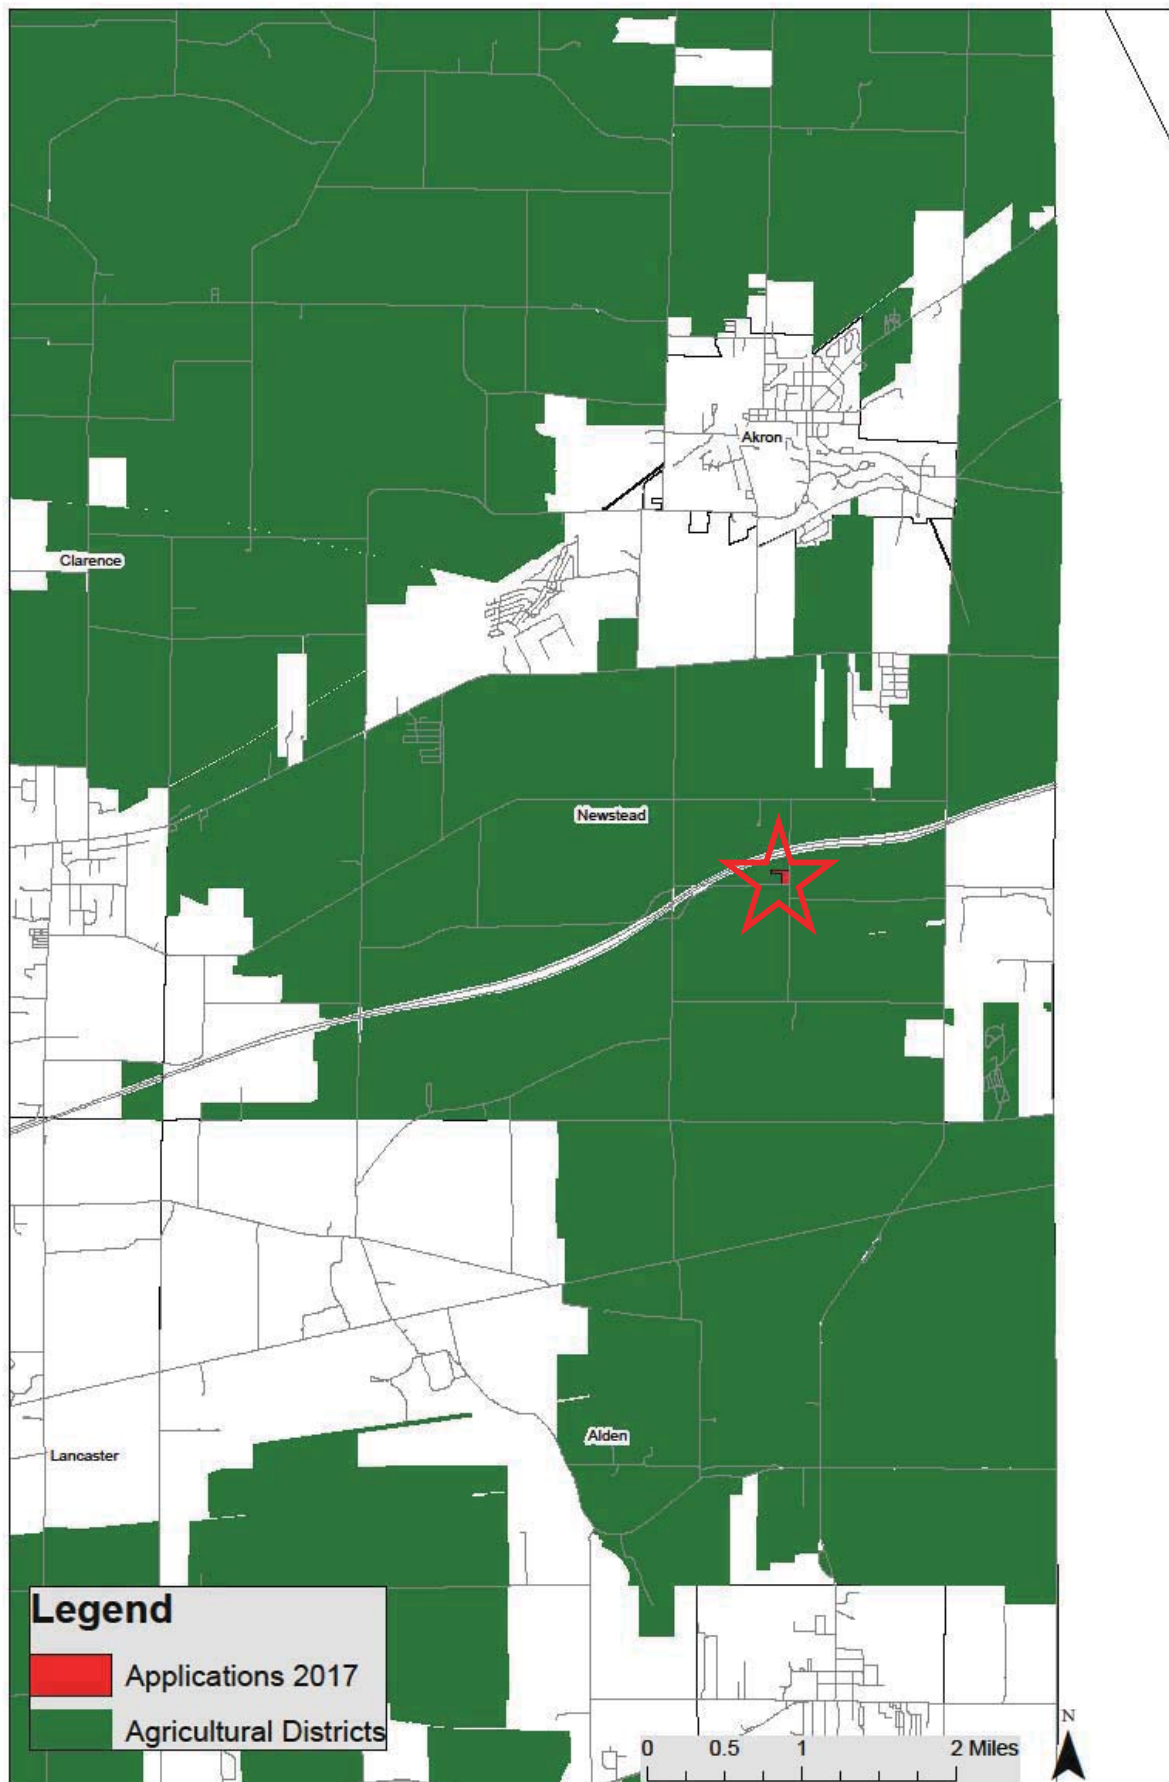 Akron
Clarence
Newstead
Alden
Lancaster
Legend
Applications 2017
Agricultural Districts
0 0.5 1 2 Miles
N